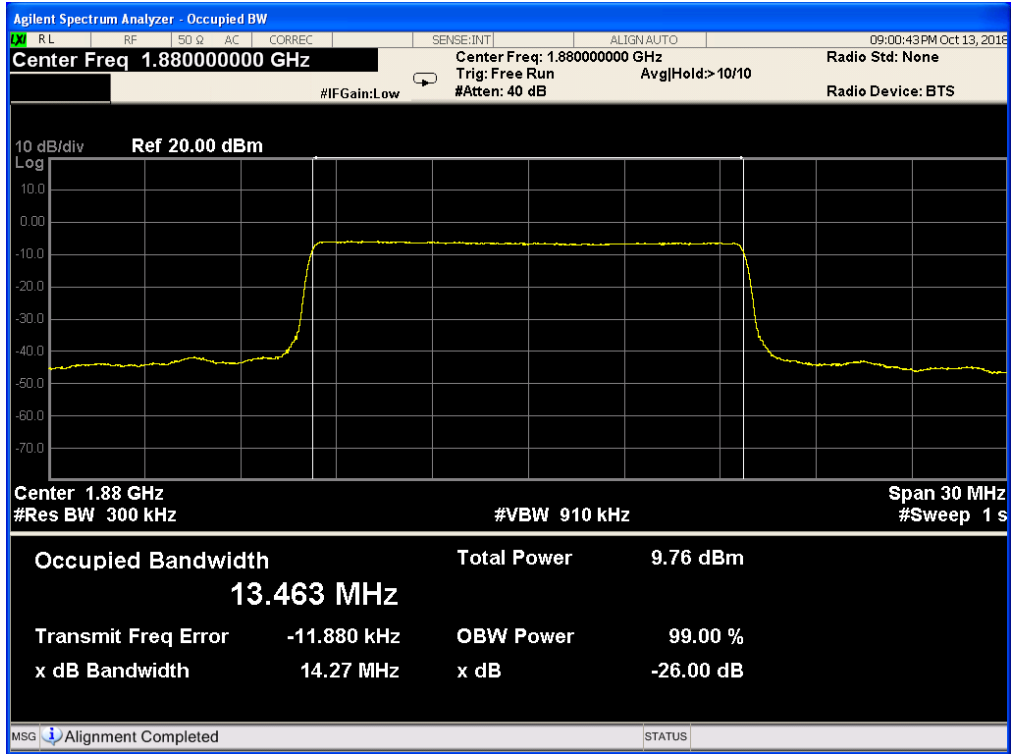 Agilent Spectrum Analyzer - Occupied BW
LXI RL RF 50 Ω AC CORREC SENSE:INT ALIGN AUTO 09:00:43 PM Oct 13, 2018
Center Freq 1.880000000 GHz Center Freq: 1.880000000 GHz Radio Std: None
Trig: Free Run Avg|Hold:> 10/10
#IFGain:Low #Atten: 40 dB Radio Device: BTS
10 dB/div Ref 20.00 dBm
Log
10.0
0.00
-10.0
-20.0
-30.0
-40.0
-50.0
-60.0
-70.0
Center 1.88 GHz Span 30 MHz
#Res BW 300 kHz #VBW 910 kHz #Sweep 1 s
Occupied Bandwidth Total Power 9.76 dBm
13.463 MHz
Transmit Freq Error -11.880 kHz OBW Power 99.00 %
x dB Bandwidth 14.27 MHz x dB -26.00 dB
MSG Alignment Completed STATUS